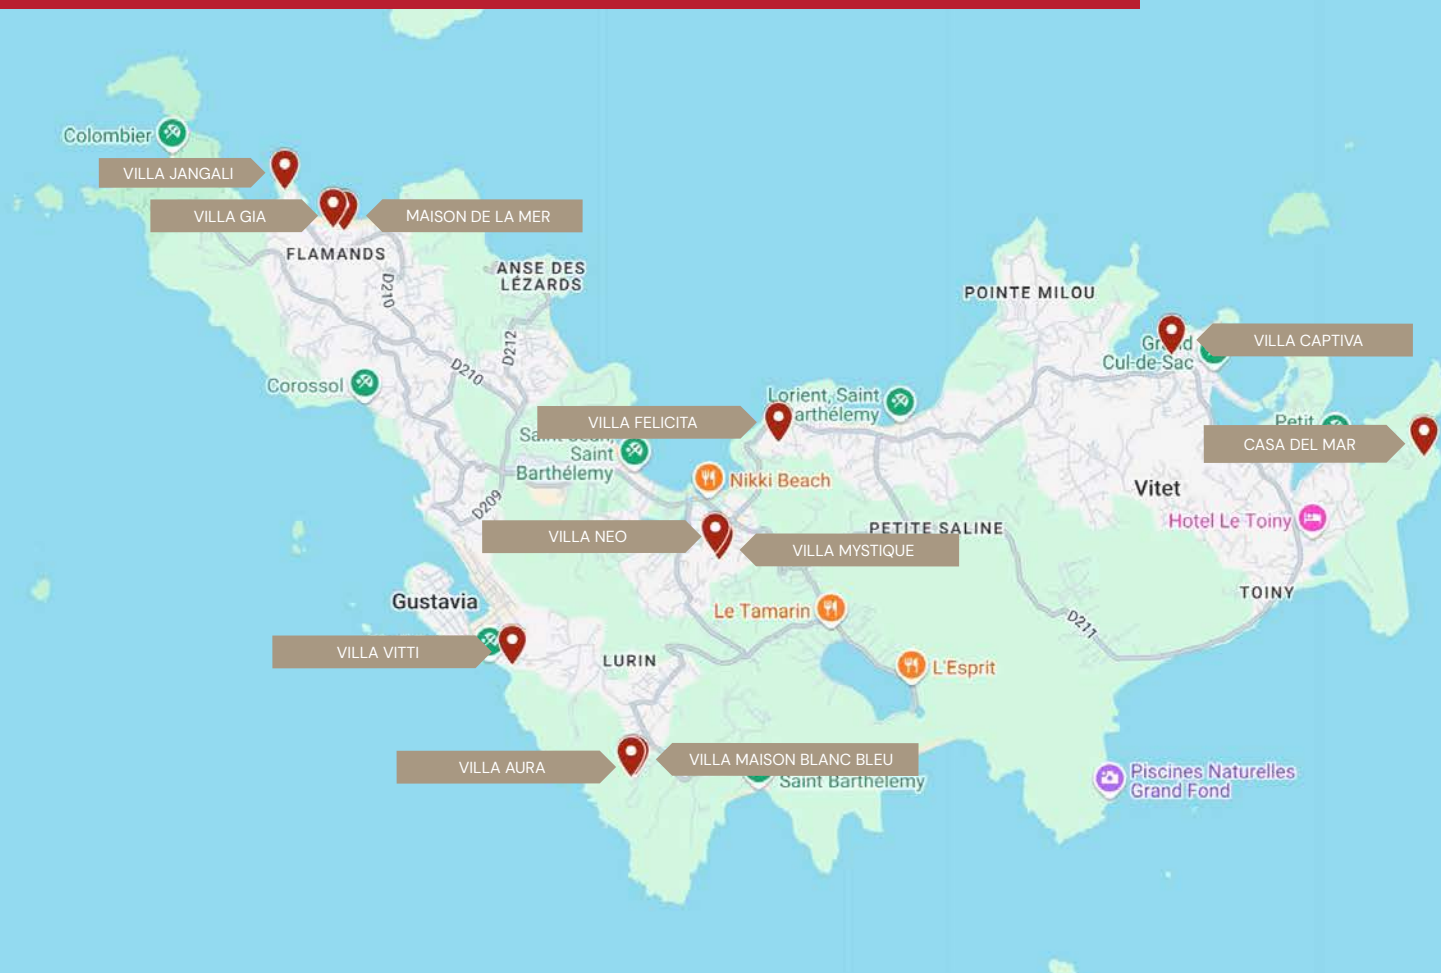 Colombier
VILLA JANGALI
VILLA GIA
MAISON DE LA MER
FLAMANDS
D210
ANSE DES
LÉZARDS
POINTE MILOU
D212
D210
Grand
Cul-de-Sac
VILLA CAPTIVA
Corossol
Lorient, Saint
Barthélemy
VILLA FELICITA
Petit
CASA DEL MAR
Saint
Barthélemy
Nikki Beach
D209
Vitet
Hotel Le Toiny
VILLA NEO
PETITE SALINE
VILLA MYSTIQUE
TOINY
Gustavia
Le Tamarin
D211
VILLA VITTI
LURIN
L'Esprit
VILLA AURA
VILLA MAISON BLANC BLEU
Saint Barthélemy
Piscines Naturelles
Grand Fond